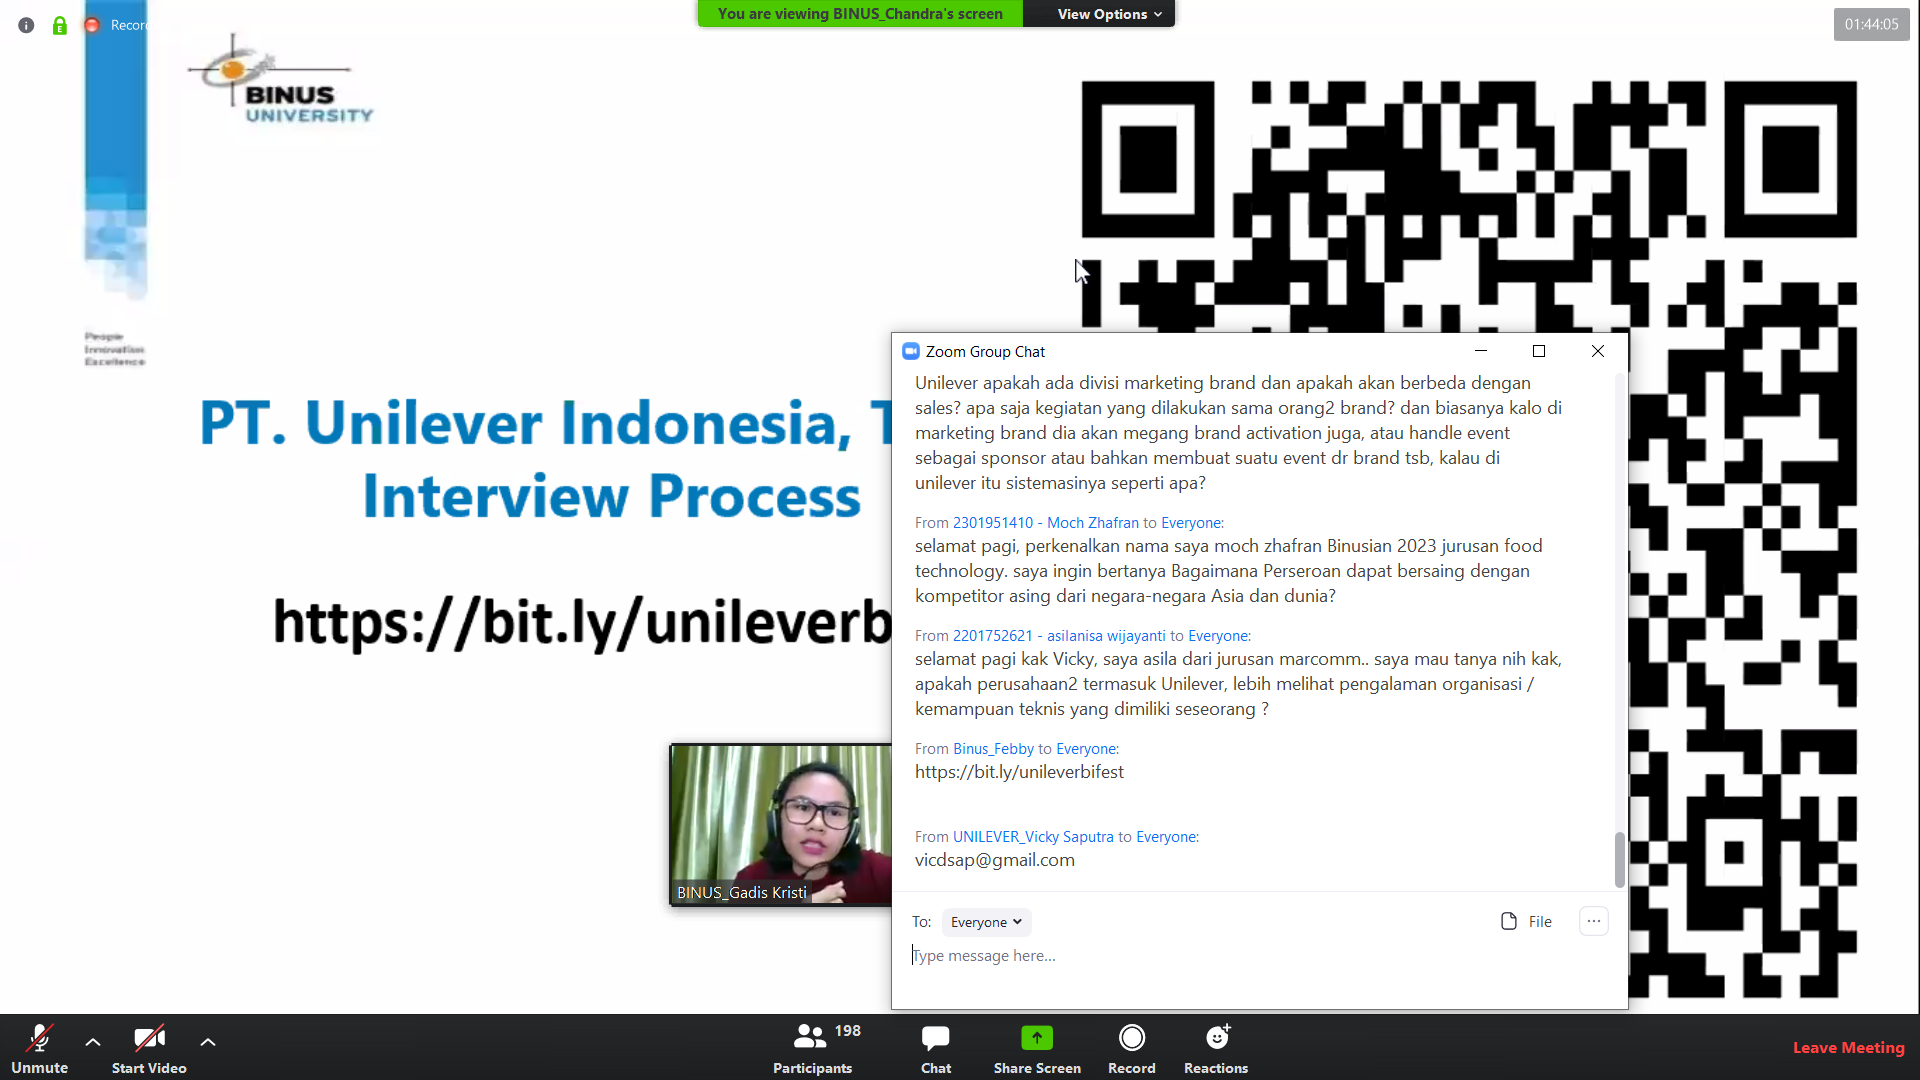 You are viewing BINUS_Chandra's screen
View Options
01:44:05
Recor
BINUS
UNIVERSITY
People
Innovation
Excellence
PT. Unilever Indonesia, T
Interview Process
https://bit.ly/unileverb
BINUS_Gadis Kristi
Zoom Group Chat
Unilever apakah ada divisi marketing brand dan apakah akan berbeda dengan
sales? apa saja kegiatan yang dilakukan sama orang2 brand? dan biasanya kalo di
marketing brand dia akan megang brand activation juga, atau handle event
sebagai sponsor atau bahkan membuat suatu event dr brand tsb, kalau di
unilever itu sistemasinya seperti apa?
From 2301951410 - Moch Zhafran to Everyone:
selamat pagi, perkenalkan nama saya moch zhafran Binusian 2023 jurusan food
technology. saya ingin bertanya Bagaimana Perseroan dapat bersaing dengan
kompetitor asing dari negara-negara Asia dan dunia?
From 2201752621 - asilanisa wijayanti to Everyone:
selamat pagi kak Vicky, saya asila dari jurusan marcomm.. saya mau tanya nih kak,
apakah perusahaan2 termasuk Unilever, lebih melihat pengalaman organisasi /
kemampuan teknis yang dimiliki seseorang ?
From Binus_Febby to Everyone:
https://bit.ly/unileverbifest
From UNILEVER_Vicky Saputra to Everyone:
vicdsap@gmail.com
To: Everyone
File
Type message here...
Unmute
Start Video
198
Participants
Chat
Share Screen
Record
Reactions
Leave Meeting